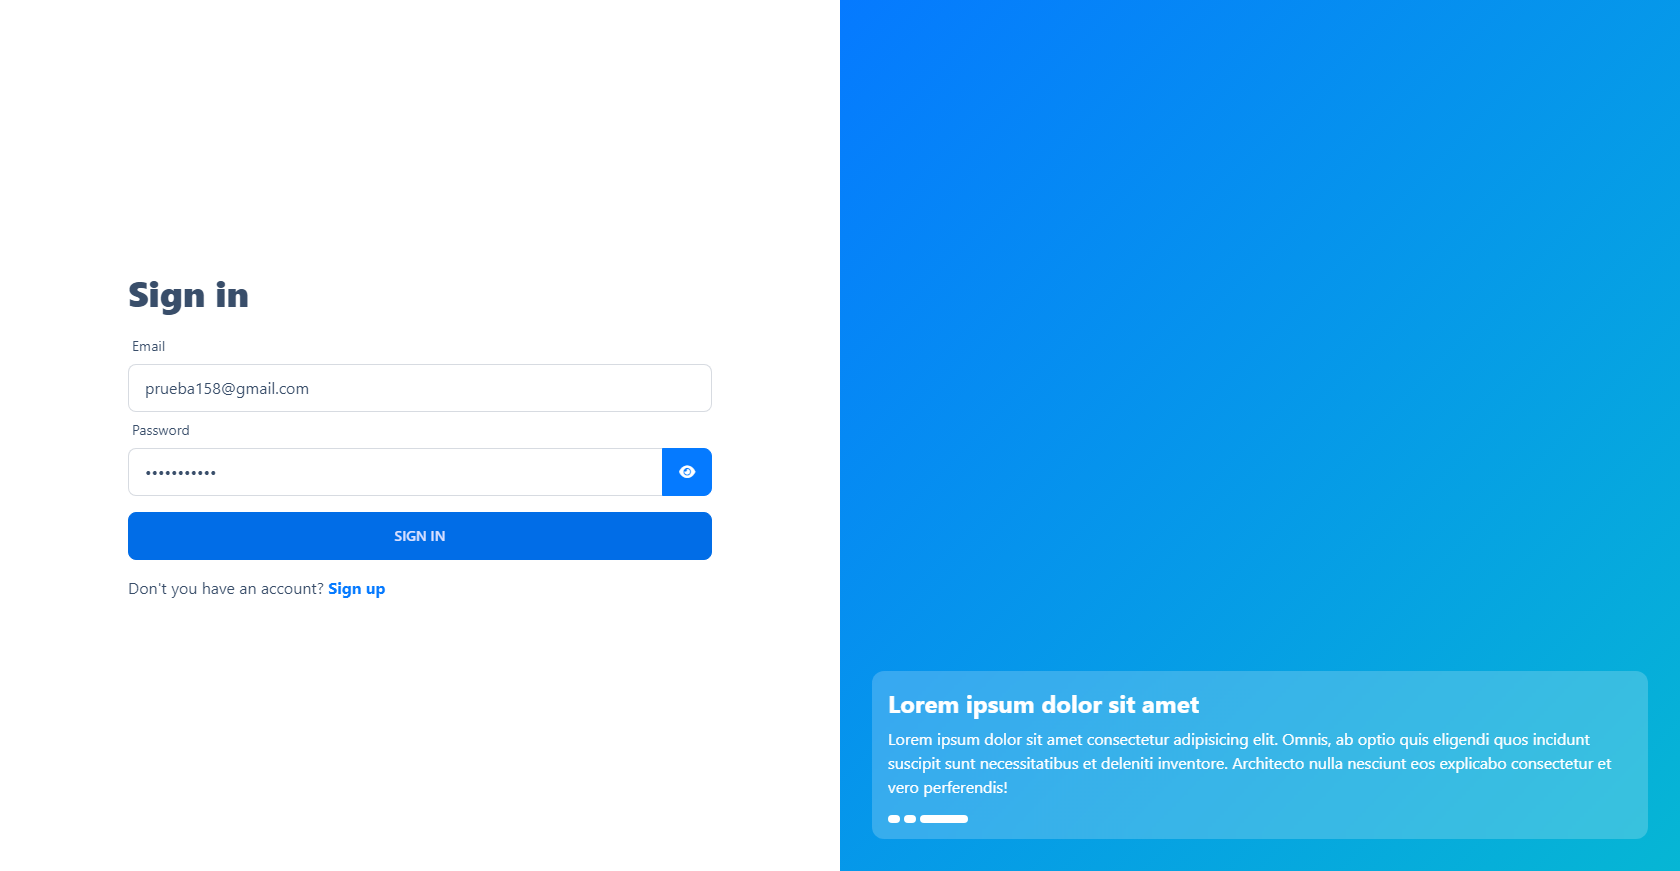 Sign in
Email
prueba158@gmail.com
Password
•••••••••••
SIGN IN
Don't you have an account? Sign up
Lorem ipsum dolor sit amet
Lorem ipsum dolor sit amet consectetur adipisicing elit. Omnis, ab optio quis eligendi quos incidunt
suscipit sunt necessitatibus et deleniti inventore. Architecto nulla nesciunt eos explicabo consectetur et
vero perferendis!